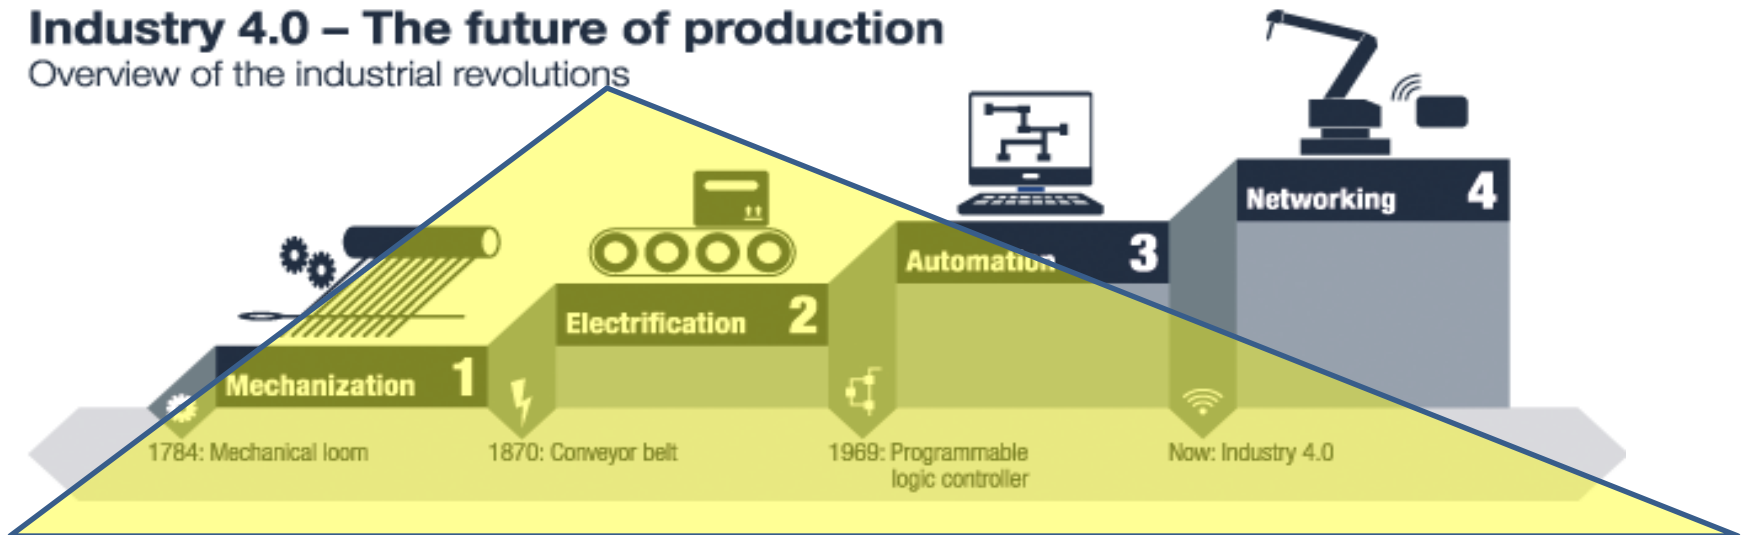 Industry 4.0 – The future of production
Overview of the industrial revolutions
Networking 4
Automation 3
Electrification 2
Mechanization 1
1784: Mechanical loom
1870: Conveyor belt
1969: Programmable
logic controller
Now: Industry 4.0